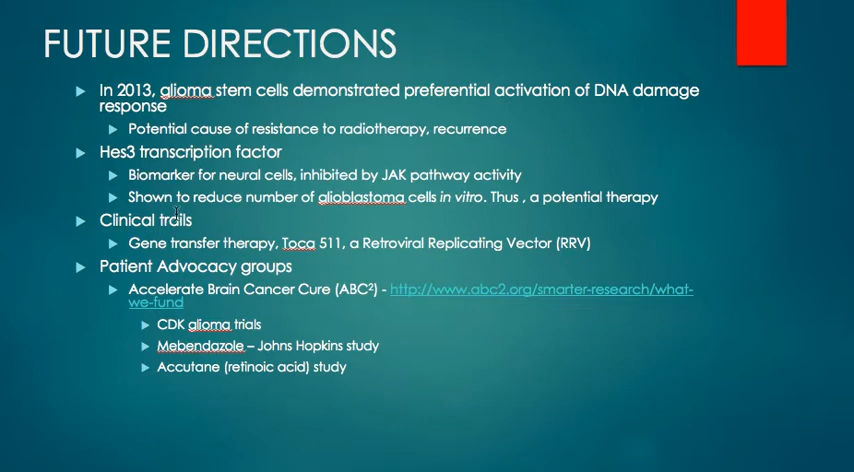 FUTURE DIRECTIONS
In 2013, glioma stem cells demonstrated preferential activation of DNA damage
response
Potential cause of resistance to radiotherapy, recurrence
Hes3 transcription factor
Biomarker for neural cells, inhibited by JAK pathway activity
Shown to reduce number of glioblastoma cells in vitro. Thus , a potential therapy
Clinical trails
Gene transfer therapy, Toca 511, a Retroviral Replicating Vector (RRV)
Patient Advocacy groups
Accelerate Brain Cancer Cure (ABC²) - http://www.abc2.org/smarter-research/what-
we-fund
CDK glioma trials
Mebendazole – Johns Hopkins study
Accutane (retinoic acid) study